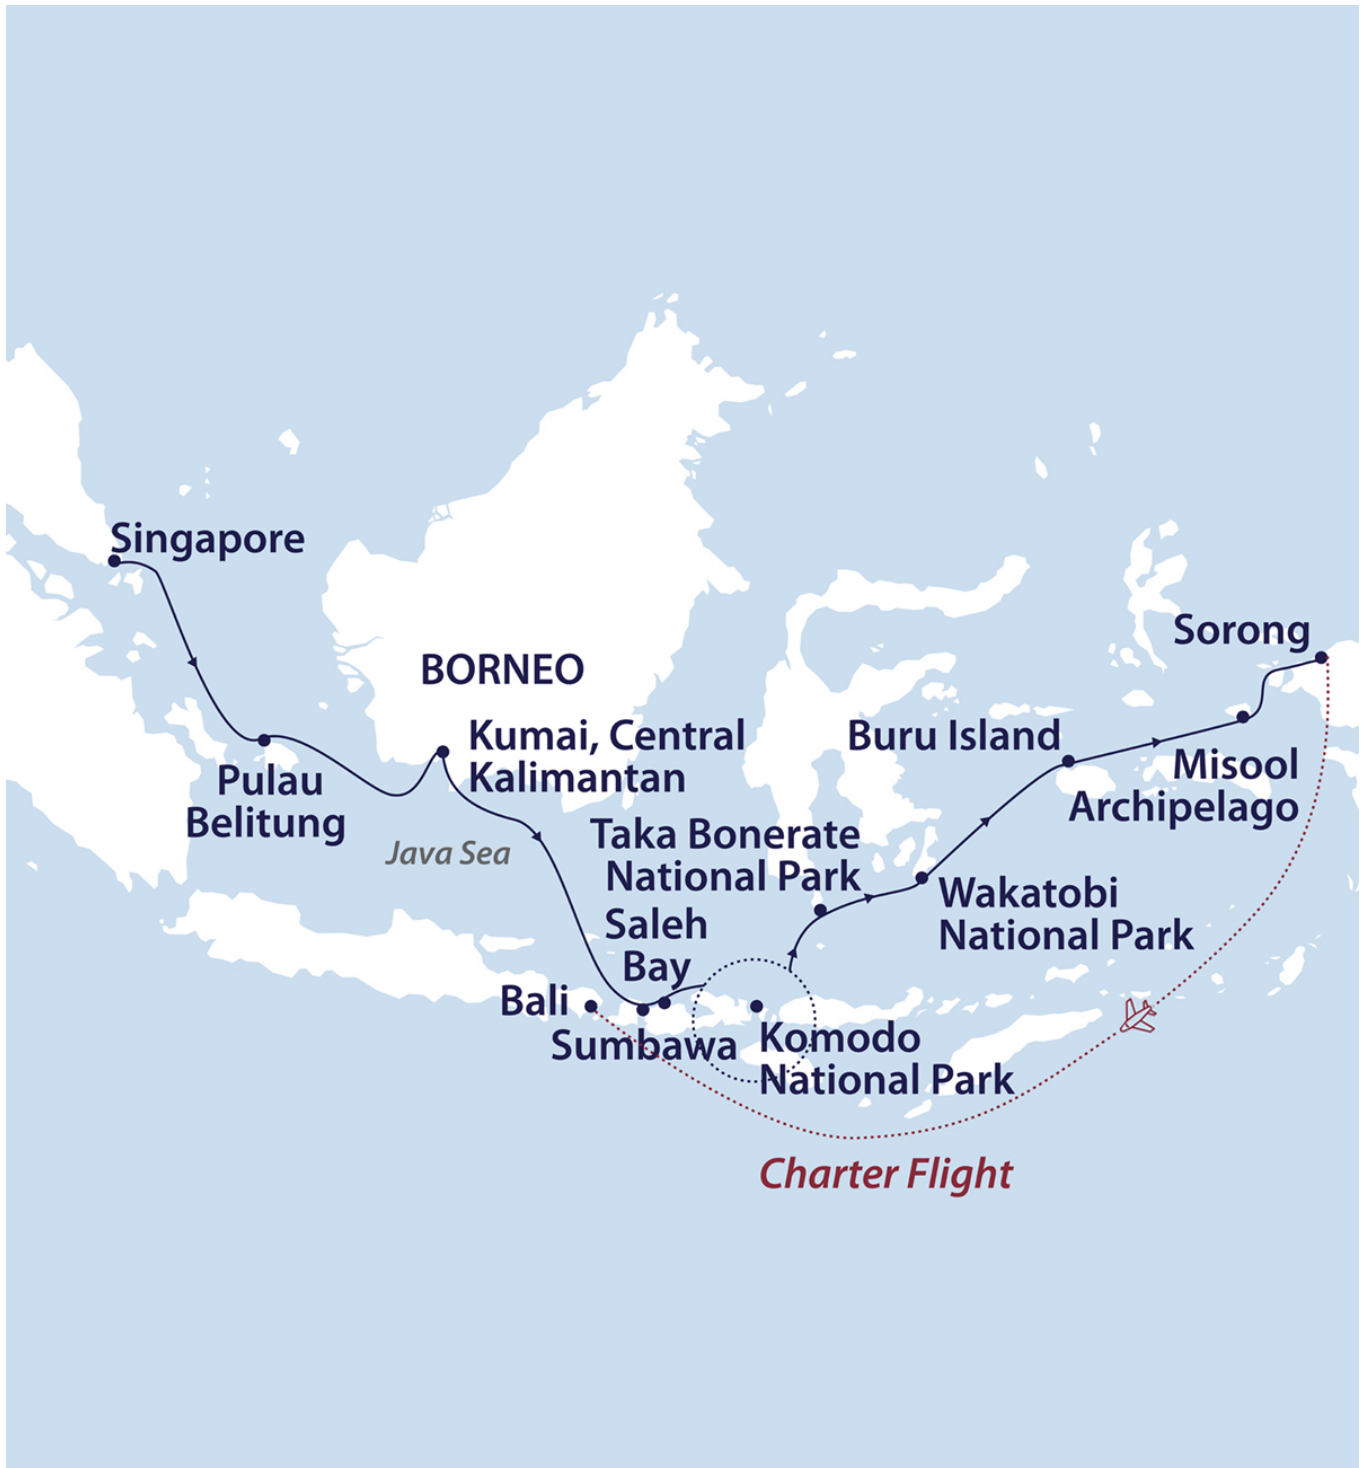 Singapore
Sorong
BORNEO
Kumai, Central
Kalimantan
Buru Island
Pulau
Belitung
Misool
Archipelago
Java Sea
Taka Bonerate
National Park
Wakatobi
National Park
Saleh
Bay
Bali
Sumbawa
Komodo
National Park
Charter Flight